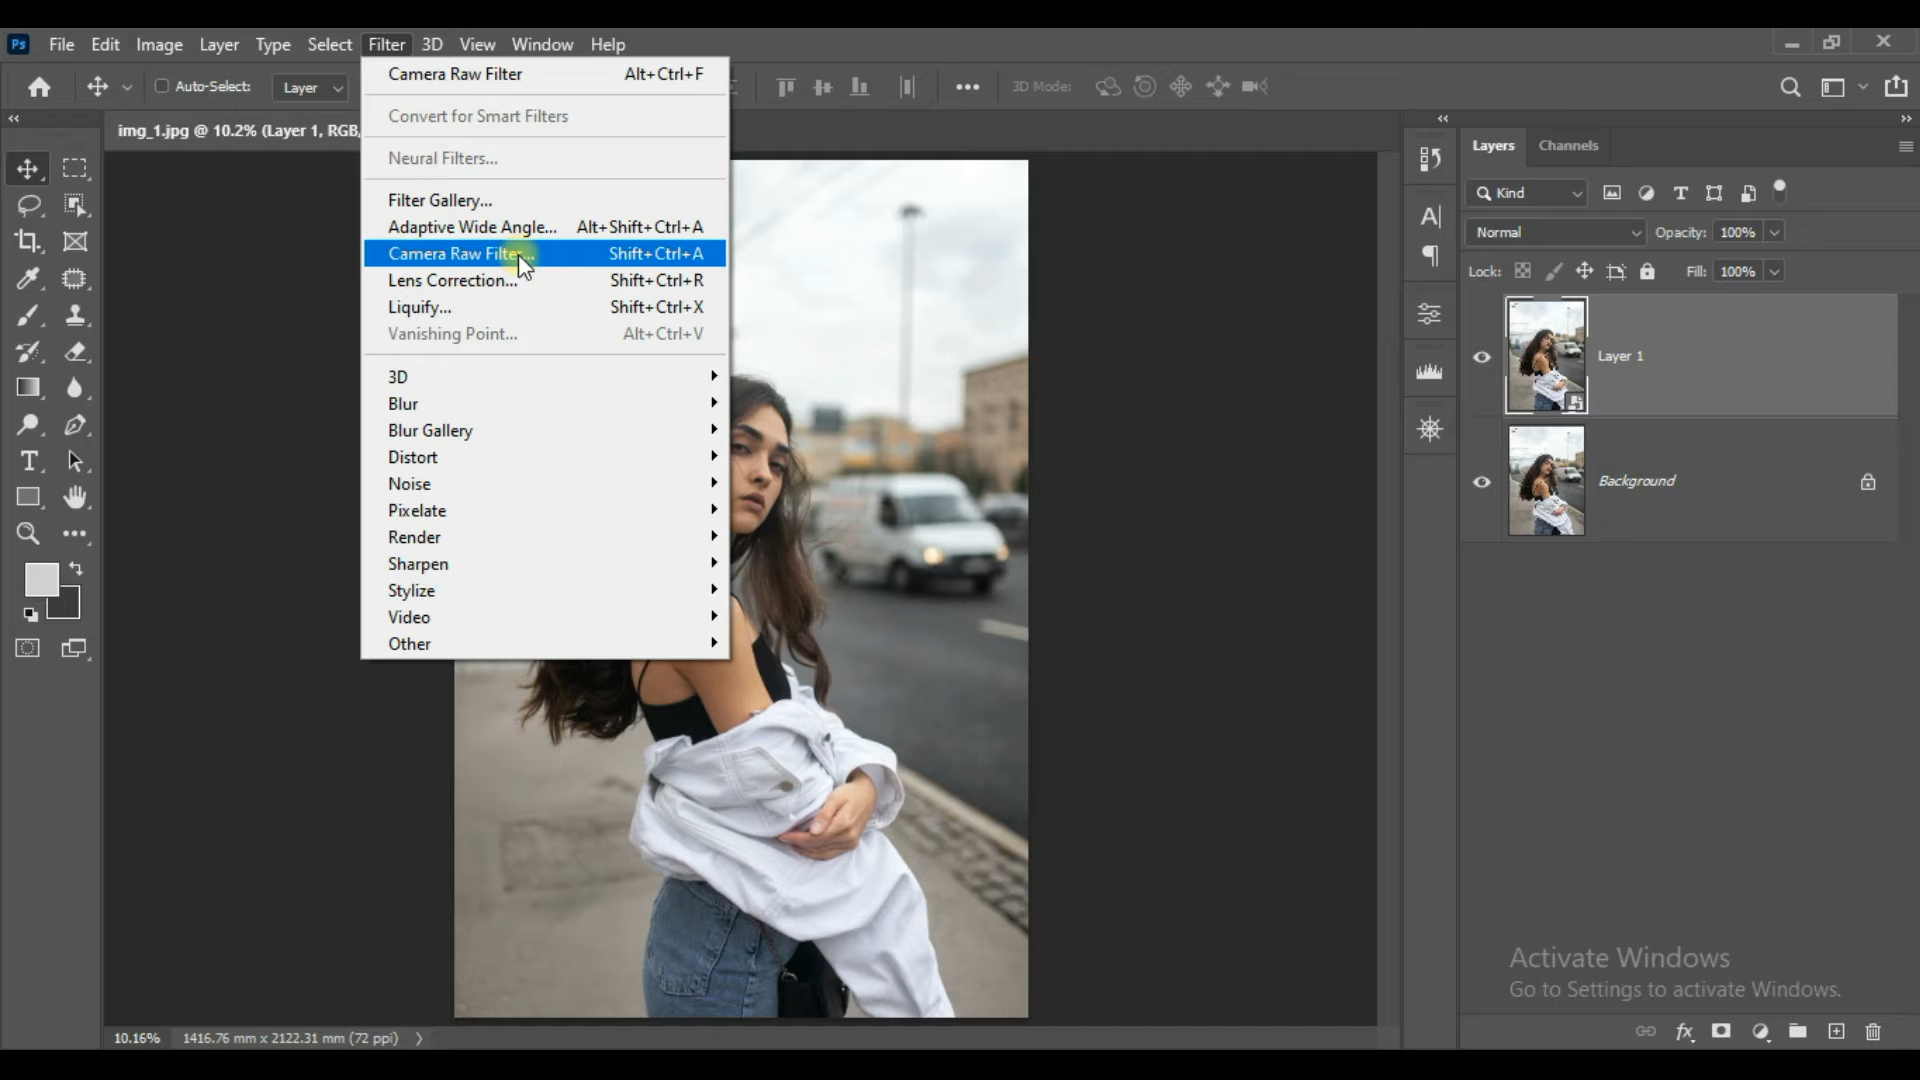 Ps File Edit Image Layer Type Select Filter 3D View Window Help
Auto-Select: Layer
3D Mode:
img_1.jpg @ 10.2% (Layer 1, RGB,
Camera Raw Filter Alt+Ctrl+F
Convert for Smart Filters
Neural Filters...
Filter Gallery...
Adaptive Wide Angle... Alt+Shift+Ctrl+A
Camera Raw Filter... Shift+Ctrl+A
Lens Correction... Shift+Ctrl+R
Liquify... Shift+Ctrl+X
Vanishing Point... Alt+Ctrl+V
3D
Blur
Blur Gallery
Distort
Noise
Pixelate
Render
Sharpen
Stylize
Video
Other
Layers Channels
Kind
Normal Opacity: 100%
Lock: Fill: 100%
Layer 1
Background
Activate Windows
Go to Settings to activate Windows.
10.16% 1416.76 mm x 2122.31 mm (72 ppi)